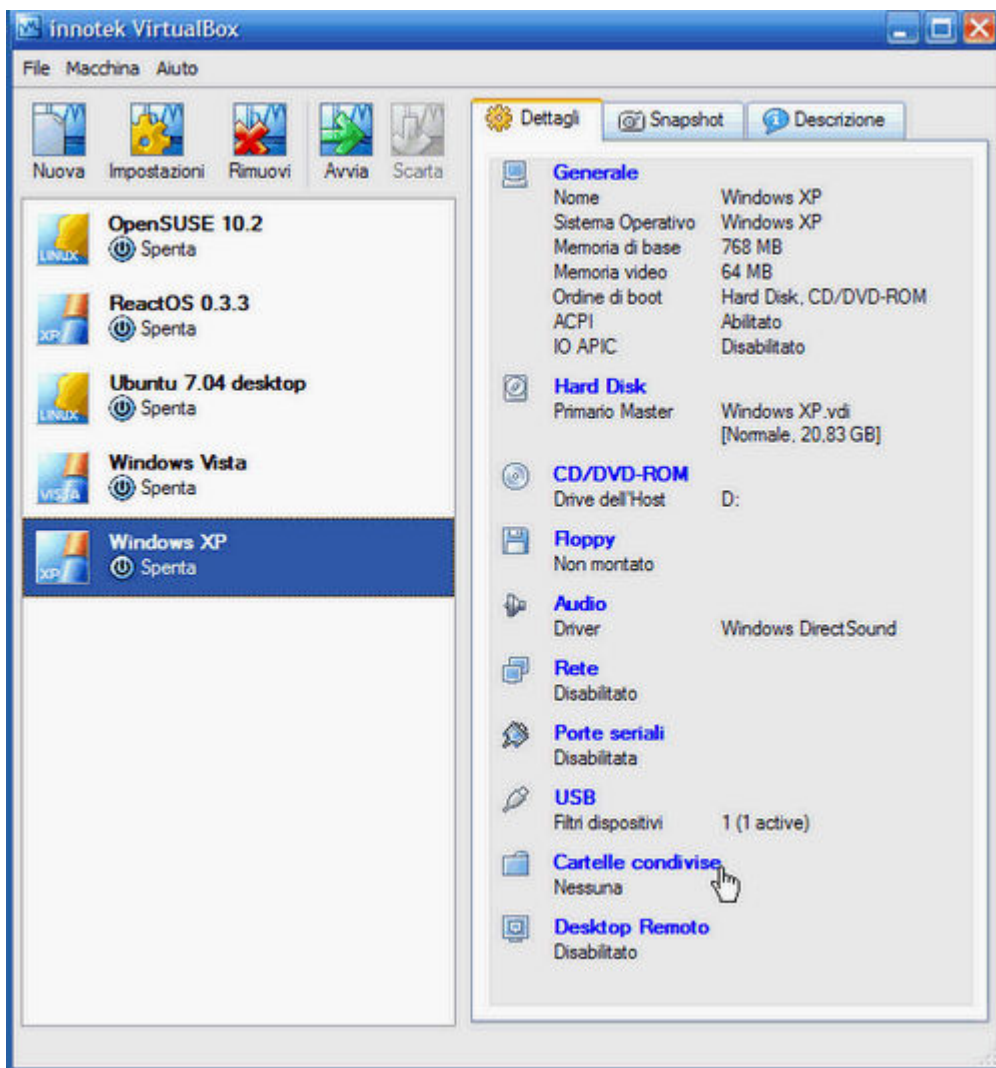 innotek VirtualBox
File Macchina Aiuto
Nuova Impostazioni Rimuovi Avvia Scarta
OpenSUSE 10.2
Spenta
LINUX
ReactOS 0.3.3
Spenta
XP
Ubuntu 7.04 desktop
Spenta
LINUX
Windows Vista
Spenta
VISTA
Windows XP
Spenta
XP
Dettagli Snapshot Descrizione
Generale
Nome Windows XP
Sistema Operativo Windows XP
Memoria di base 768 MB
Memoria video 64 MB
Ordine di boot Hard Disk, CD/DVD-ROM
ACPI Abilitato
IO APIC Disabilitato
Hard Disk
Primario Master Windows XP.vdi
[Normale, 20,83 GB]
CD/DVD-ROM
Drive dell'Host D:
Floppy
Non montato
Audio
Driver Windows DirectSound
Rete
Disabilitato
Porte seriali
Disabilitata
USB
Filtri dispositivi 1 (1 active)
Cartelle condivise
Nessuna
Desktop Remoto
Disabilitato